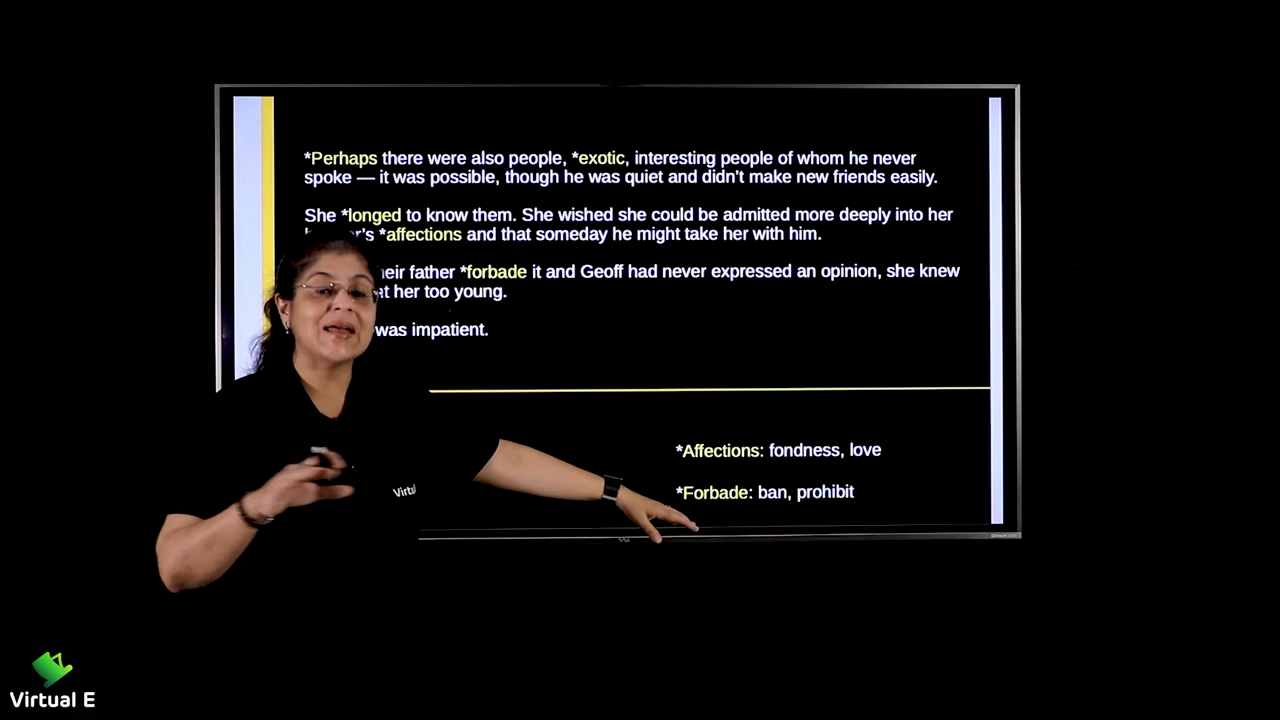 *Perhaps there were also people, *exotic, interesting people of whom he never
spoke — it was possible, though he was quiet and didn't make new friends easily.
She *longed to know them. She wished she could be admitted more deeply into her
*affections and that someday he might take her with him.
father *forbade it and Geoff had never expressed an opinion, she knew
her too young.
was impatient.
*Affections: fondness, love
*Forbade: ban, prohibit
Virtual E